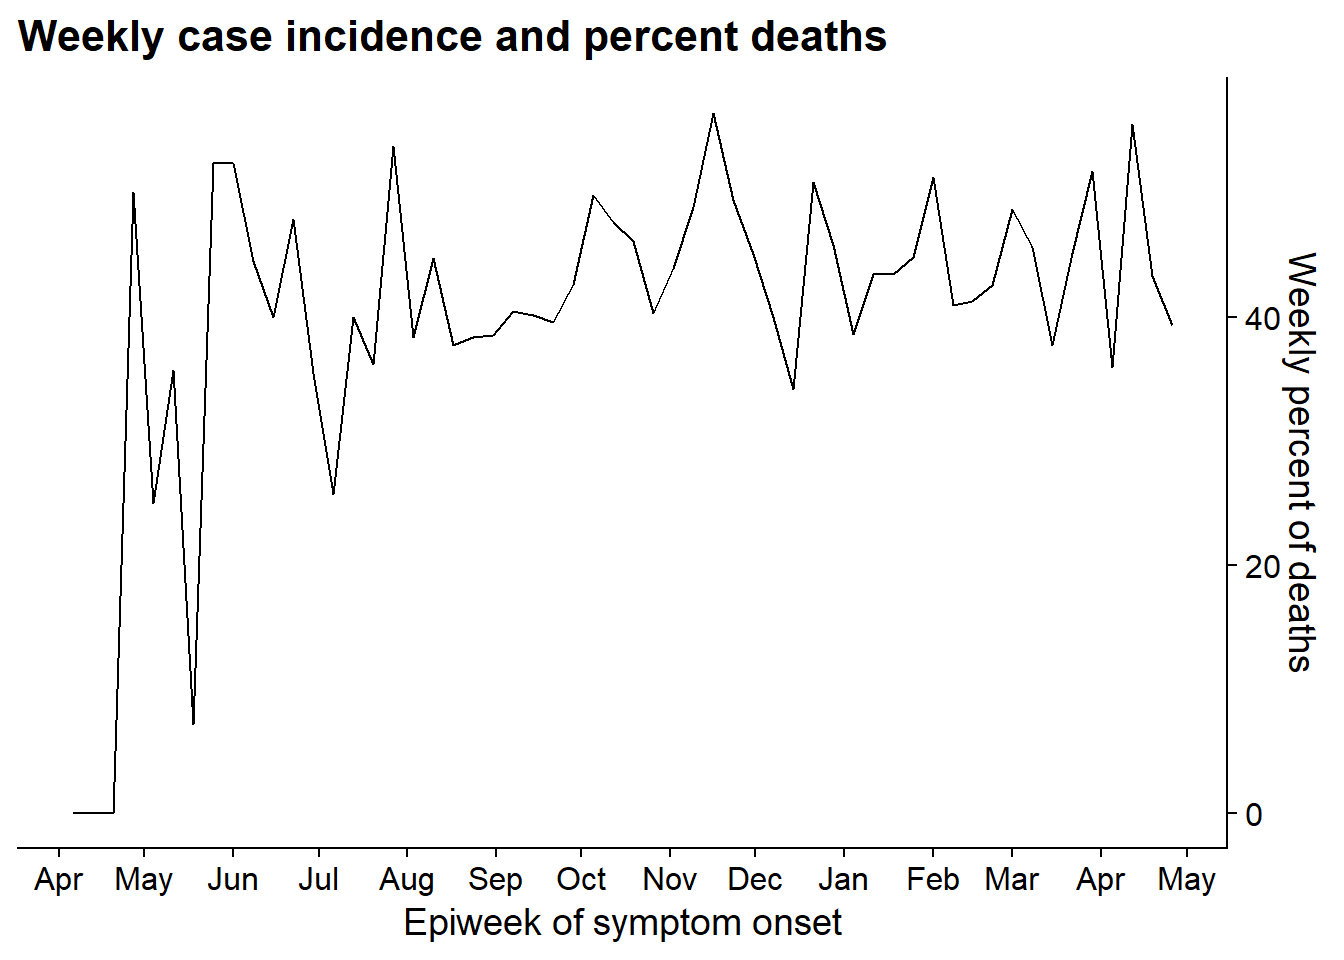 Weekly case incidence and percent deaths
40
20
0
Weekly percent of deaths
Apr May Jun Jul Aug Sep Oct Nov Dec Jan Feb Mar Apr May
Epiweek of symptom onset